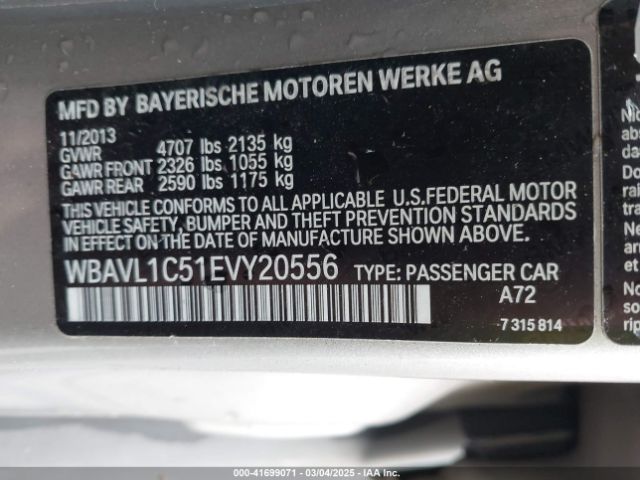 MFD BY BAYERISCHE MOTOREN WERKE AG
11/2013
GVWR 4707 lbs 2135 kg
GAWR FRONT 2326 lbs 1055 kg
GAWR REAR 2590 lbs 1175 kg
THIS VEHICLE CONFORMS TO ALL APPLICABLE U.S.FEDERAL MOTOR
VEHICLE SAFETY, BUMPER AND THEFT PREVENTION STANDARDS
IN EFFECT ON THE DATE OF MANUFACTURE SHOWN ABOVE.
WBAVL1C51EVY20556 TYPE: PASSENGER CAR
A72
7 315 814
©COPY-41699071 - 03/04/2025 - IAA Inc.